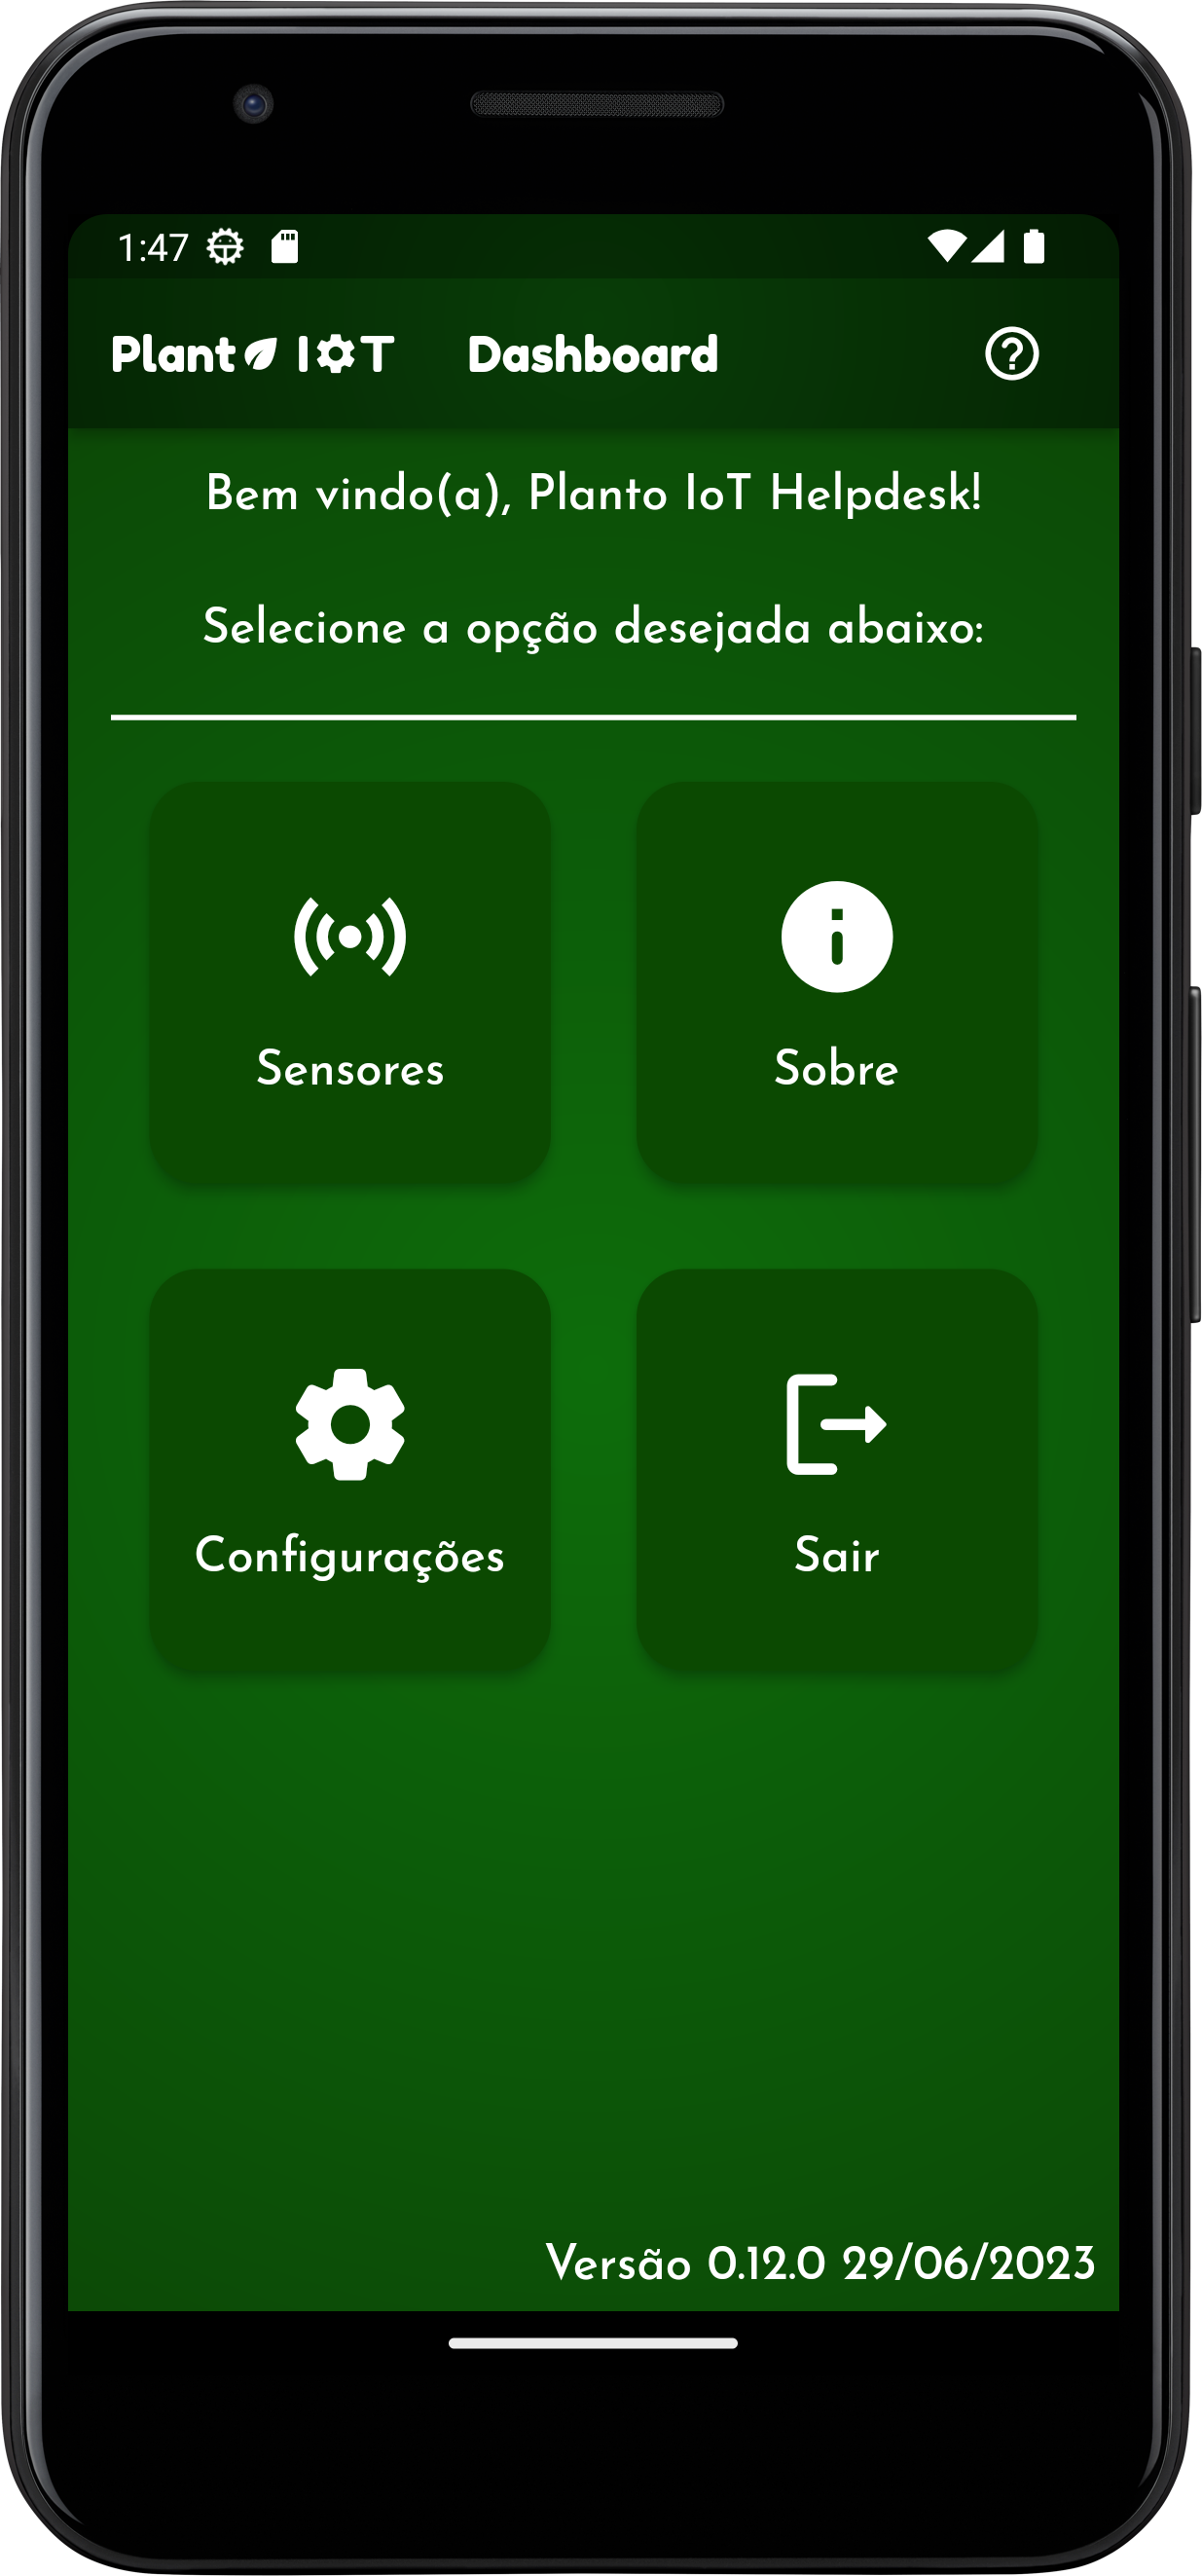 1:47
Planto IoT Dashboard
Bem vindo(a), Planto IoT Helpdesk!
Selecione a opção desejada abaixo:
Sensores Sobre
Configurações Sair
Versão 0.12.0 29/06/2023